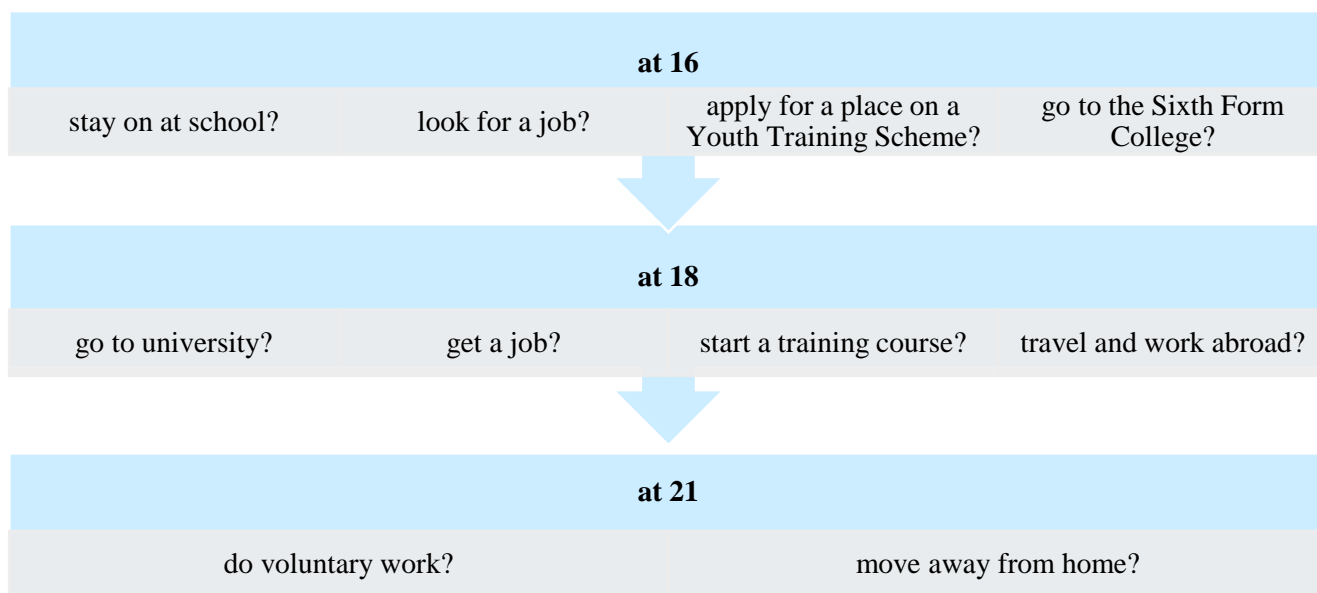 at 16
stay on at school?
look for a job?
apply for a place on a
Youth Training Scheme?
go to the Sixth Form
College?
at 18
go to university?
get a job?
start a training course?
travel and work abroad?
at 21
do voluntary work?
move away from home?